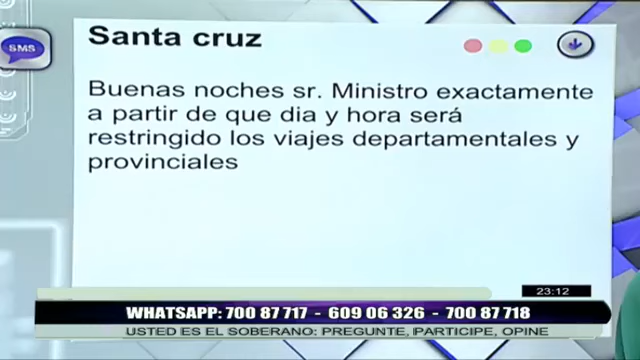 Santa cruz
SMS
Buenas noches sr. Ministro exactamente
a partir de que dia y hora será
restringido los viajes departamentales y
provinciales
23:12
WHATSAPP: 700 87 717 - 609 06 326 - 700 87 718
USTED ES EL SOBERANO: PREGUNTE, PARTICIPE, OPINE